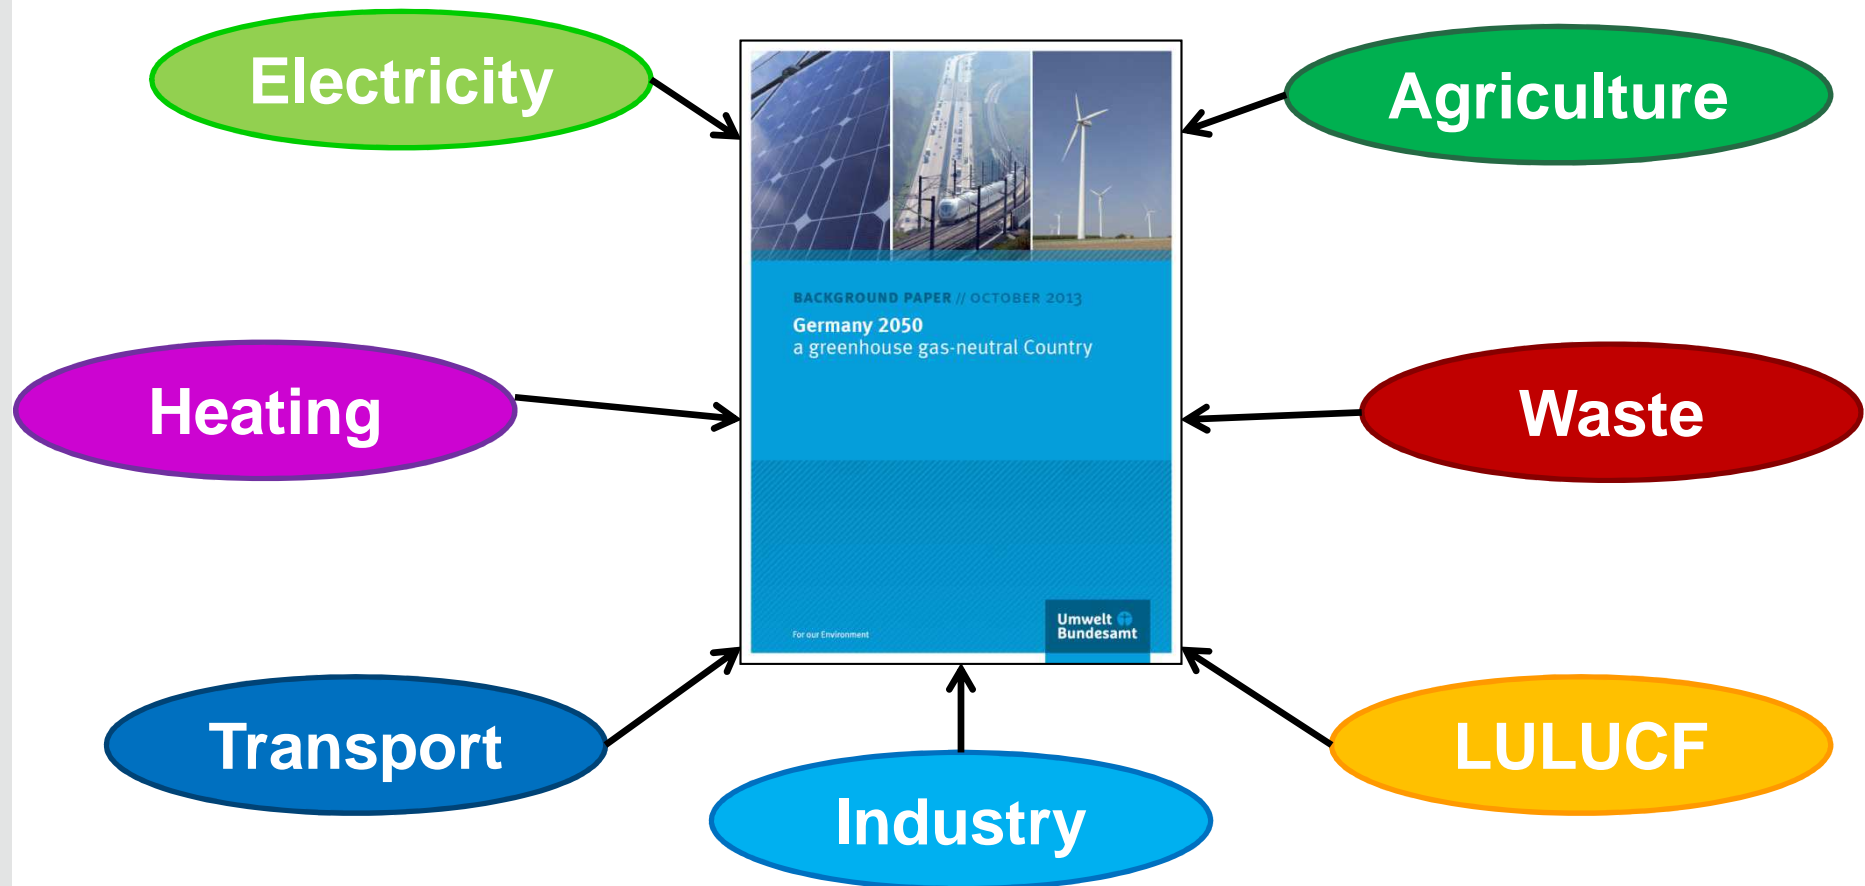 Electricity
Agriculture
BACKGROUND PAPER // OCTOBER 2013
Germany 2050
a greenhouse gas-neutral Country
Heating
Waste
For our Environment
Umwelt
Bundesamt
Transport
LULUCF
Industry